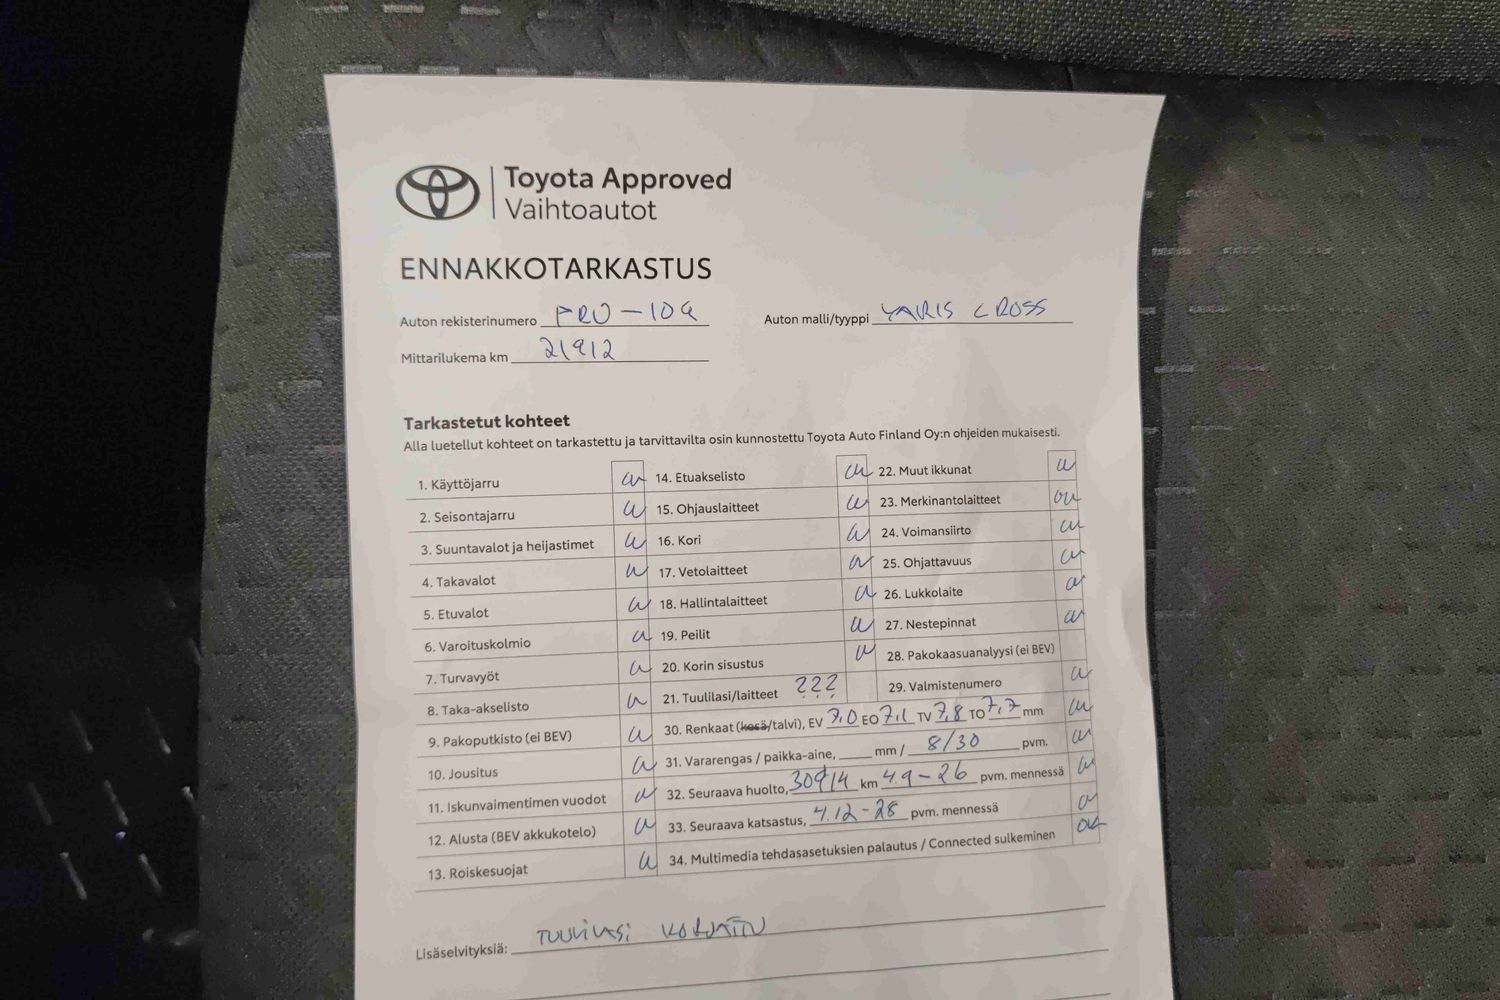 Toyota Approved
Vaihtoautot
ENNAKKOTARKASTUS
Auton rekisterinumero PRU-109 Auton malli/tyyppi YARIS CROSS
Mittarilukema km 21912
Tarkastetut kohteet
Alla luetellut kohteet on tarkastettu ja tarvittavilta osin kunnostettu Toyota Auto Finland Oy:n ohjeiden mukaisesti.
1. Käyttöjarru
2. Seisontajarru
3. Suuntavalot ja heijastimet
4. Takavalot
5. Etuvalot
6. Varoituskolmio
7. Turvavyöt
8. Taka-akselisto
9. Pakoputkisto (ei BEV)
10. Jousitus
11. Iskunvaimentimen vuodot
12. Alusta (BEV akkukotelo)
13. Roiskesuojat
14. Etuakselisto
15. Ohjauslaitteet
16. Kori
17. Vetolaitteet
18. Hallintalaitteet
19. Peilit
20. Korin sisustus
21. Tuulilasi/laitteet ???
22. Muut ikkunat
23. Merkinantolaitteet
24. Voimansiirto
25. Ohjattavuus
26. Lukkolaite
27. Nestepinnat
28. Pakokaasuanalyysi (ei BEV)
29. Valmistenumero
30. Renkaat (kesä/talvi), EV 7,0 EO 7,1 TV 7,8 TO 7,7 mm
31. Vararengas / paikka-aine, mm / 8/30 pvm.
32. Seuraava huolto, 30914 km 4.9-26 pvm. mennessä
33. Seuraava katsastus, 4.12-28 pvm. mennessä
34. Multimedia tehdasasetuksien palautus / Connected sulkeminen
Lisäselvityksiä: TUULILASI KORJATTU